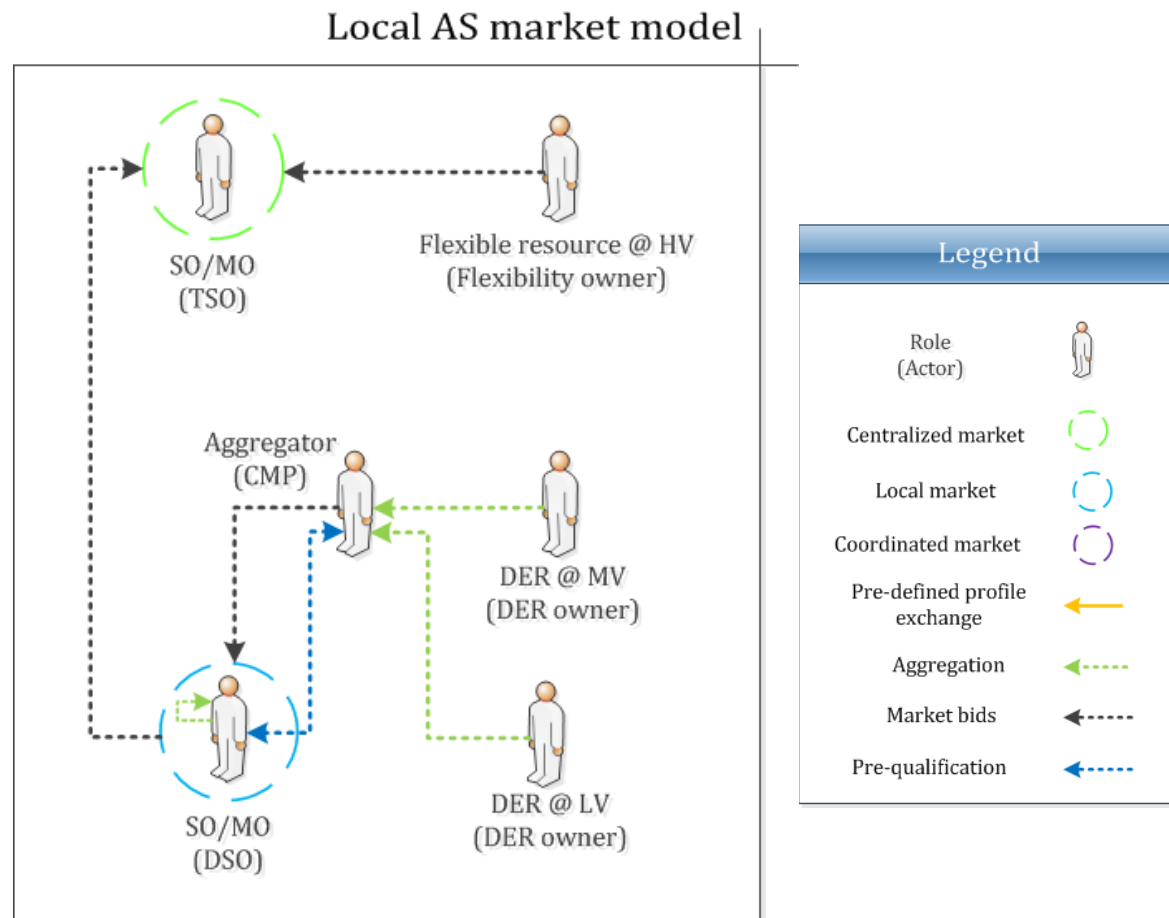 Local AS market model
SO/MO
(TSO)
Flexible resource @ HV
(Flexibility owner)
Aggregator
(CMP)
DER @ MV
(DER owner)
SO/MO
(DSO)
DER @ LV
(DER owner)
Legend
Role
(Actor)
Centralized market
Local market
Coordinated market
Pre-defined profile
exchange
Aggregation
Market bids
Pre-qualification